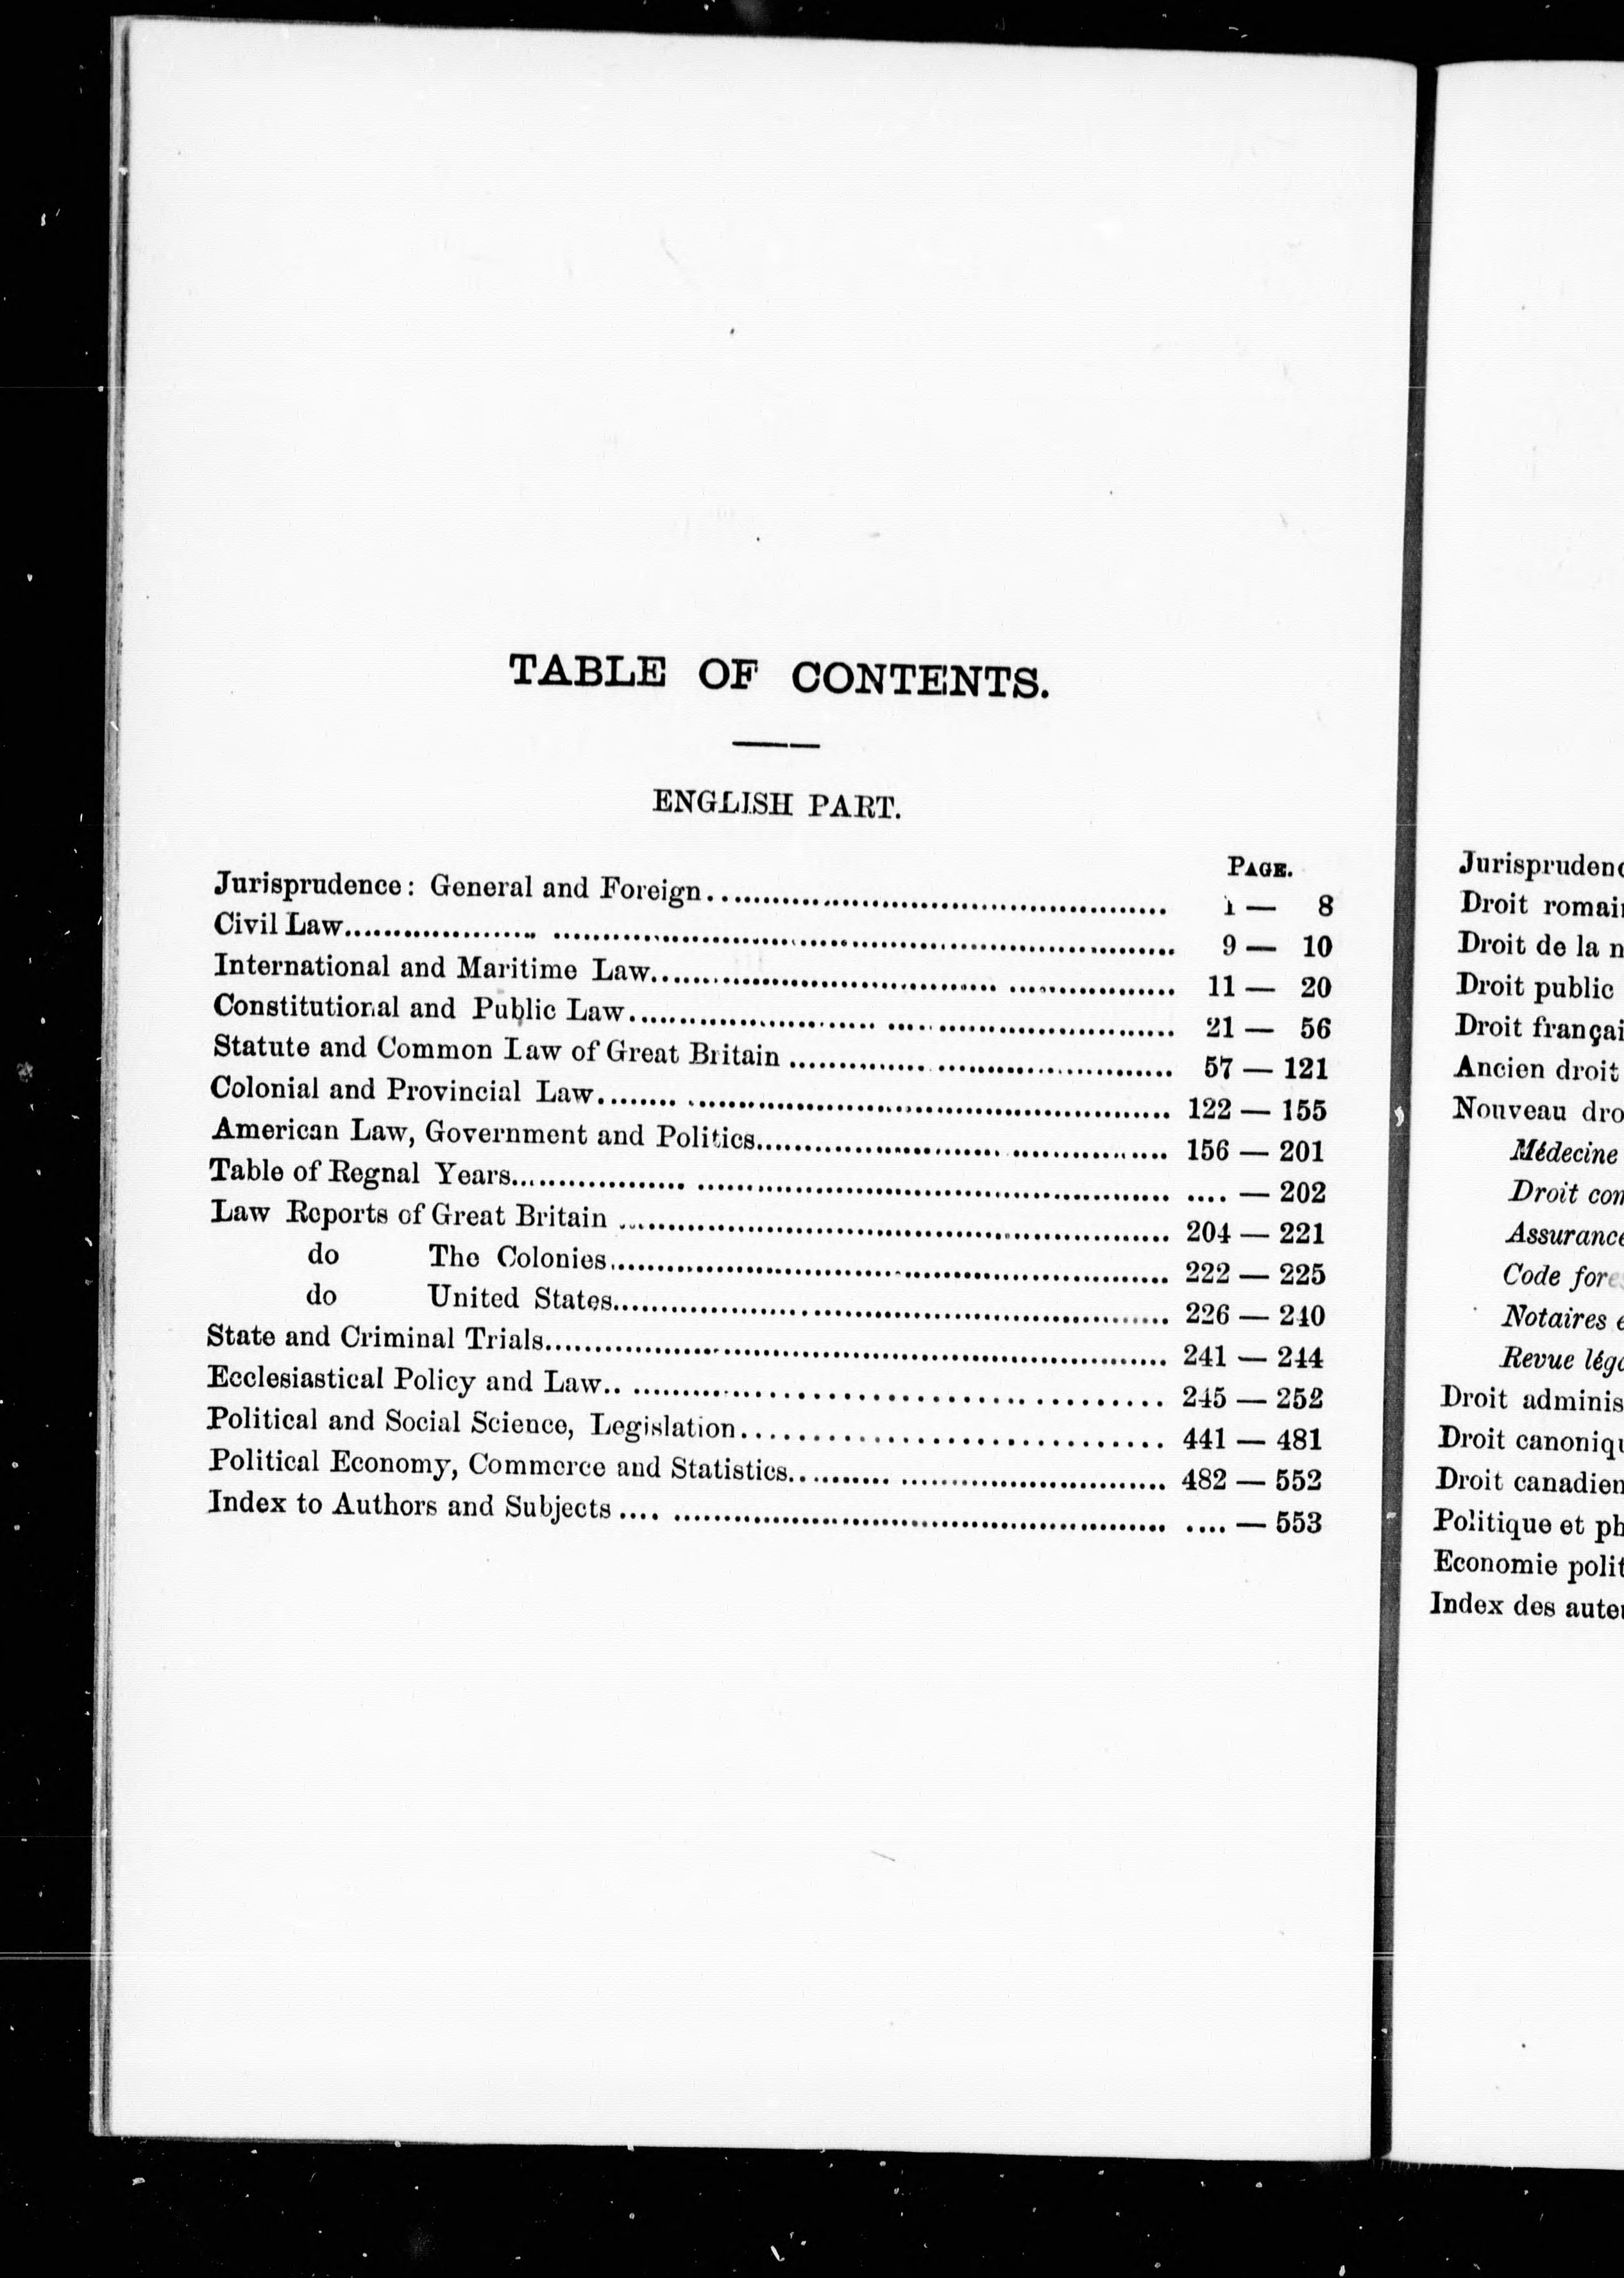 TABLE OF CONTENTS.
ENGLISH PART.
PAGE.
Jurisprudence: General and Foreign........ 1 — 8
Civil Law........ 9 — 10
International and Maritime Law........ 11 — 20
Constitutional and Public Law........ 21 — 56
Statute and Common Law of Great Britain ........ 57 — 121
Colonial and Provincial Law........ 122 — 155
American Law, Government and Politics........ 156 — 201
Table of Regnal Years........ .... — 202
Law Reports of Great Britain ........ 204 — 221
do The Colonies........ 222 — 225
do United States........ 226 — 240
State and Criminal Trials........ 241 — 244
Ecclesiastical Policy and Law........ 245 — 252
Political and Social Science, Legislation........ 441 — 481
Political Economy, Commerce and Statistics........ 482 — 552
Index to Authors and Subjects ........ .... — 553
Droit
Droit de la
Droit public
Droit
Ancien droit
Nouveau
Médecine
Droit
Code
Notaires
Revue
Droit
Droit
Droit
Politique et
Economie
Index des